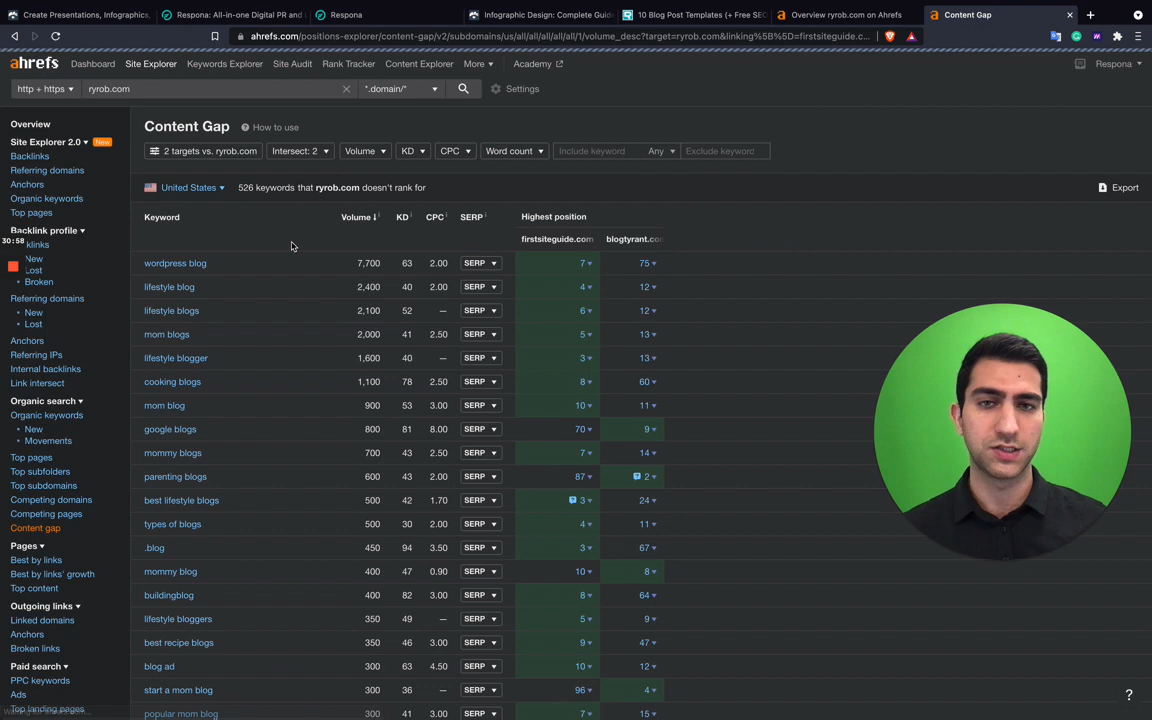 Create Presentations, Infographics,
Respona: All-in-one Digital PR and
Respona
Infographic Design: Complete Guide
10 Blog Post Templates (+ Free SEO
Overview ryrob.com on Ahrefs
Content Gap
ahrefs.com/positions-explorer/content-gap/v2/subdomains/us/all/all/all/all/all/1/volume_desc?target=ryrob.com&linking%5B%5D=firstsiteguide.c...
ahrefs
Dashboard
Site Explorer
Keywords Explorer
Site Audit
Rank Tracker
Content Explorer
More
Academy
Respona
http + https
ryrob.com
*.domain/*
Settings
Overview
Site Explorer 2.0 New
Backlinks
Referring domains
Anchors
Organic keywords
Top pages
Backlink profile
30:58
klinks
New
Lost
Broken
Referring domains
New
Lost
Anchors
Referring IPs
Internal backlinks
Link intersect
Organic search
Organic keywords
New
Movements
Top pages
Top subfolders
Top subdomains
Competing domains
Competing pages
Content gap
Pages
Best by links
Best by links' growth
Top content
Outgoing links
Linked domains
Anchors
Broken links
Paid search
PPC keywords
Ads
Top landing pages
Content Gap
? How to use
2 targets vs. ryrob.com
Intersect: 2
Volume
KD
CPC
Word count
Include keyword
Any
Exclude keyword
United States
526 keywords that ryrob.com doesn't rank for
Export
Keyword Volume KD CPC SERP Highest position
firstsiteguide.com blogtyrant.co
wordpress blog 7,700 63 2.00 SERP 7 75
lifestyle blog 2,400 40 2.00 SERP 4 12
lifestyle blogs 2,100 52 — SERP 6 12
mom blogs 2,000 41 2.50 SERP 5 13
lifestyle blogger 1,600 40 — SERP 3 13
cooking blogs 1,100 78 2.50 SERP 8 60
mom blog 900 53 3.00 SERP 10 11
google blogs 800 81 8.00 SERP 70 9
mommy blogs 700 43 2.50 SERP 7 14
parenting blogs 600 43 2.00 SERP 87 2
best lifestyle blogs 500 42 1.70 SERP 3 24
types of blogs 500 30 2.00 SERP 4 11
.blog 450 94 3.50 SERP 3 67
mommy blog 400 47 0.90 SERP 10 8
buildingblog 400 82 3.00 SERP 8 64
lifestyle bloggers 350 49 — SERP 5 9
best recipe blogs 350 46 3.00 SERP 9 47
blog ad 300 63 4.50 SERP 10 12
start a mom blog 300 36 — SERP 96 4
popular mom blog 300 41 3.00 SERP 7 15
?